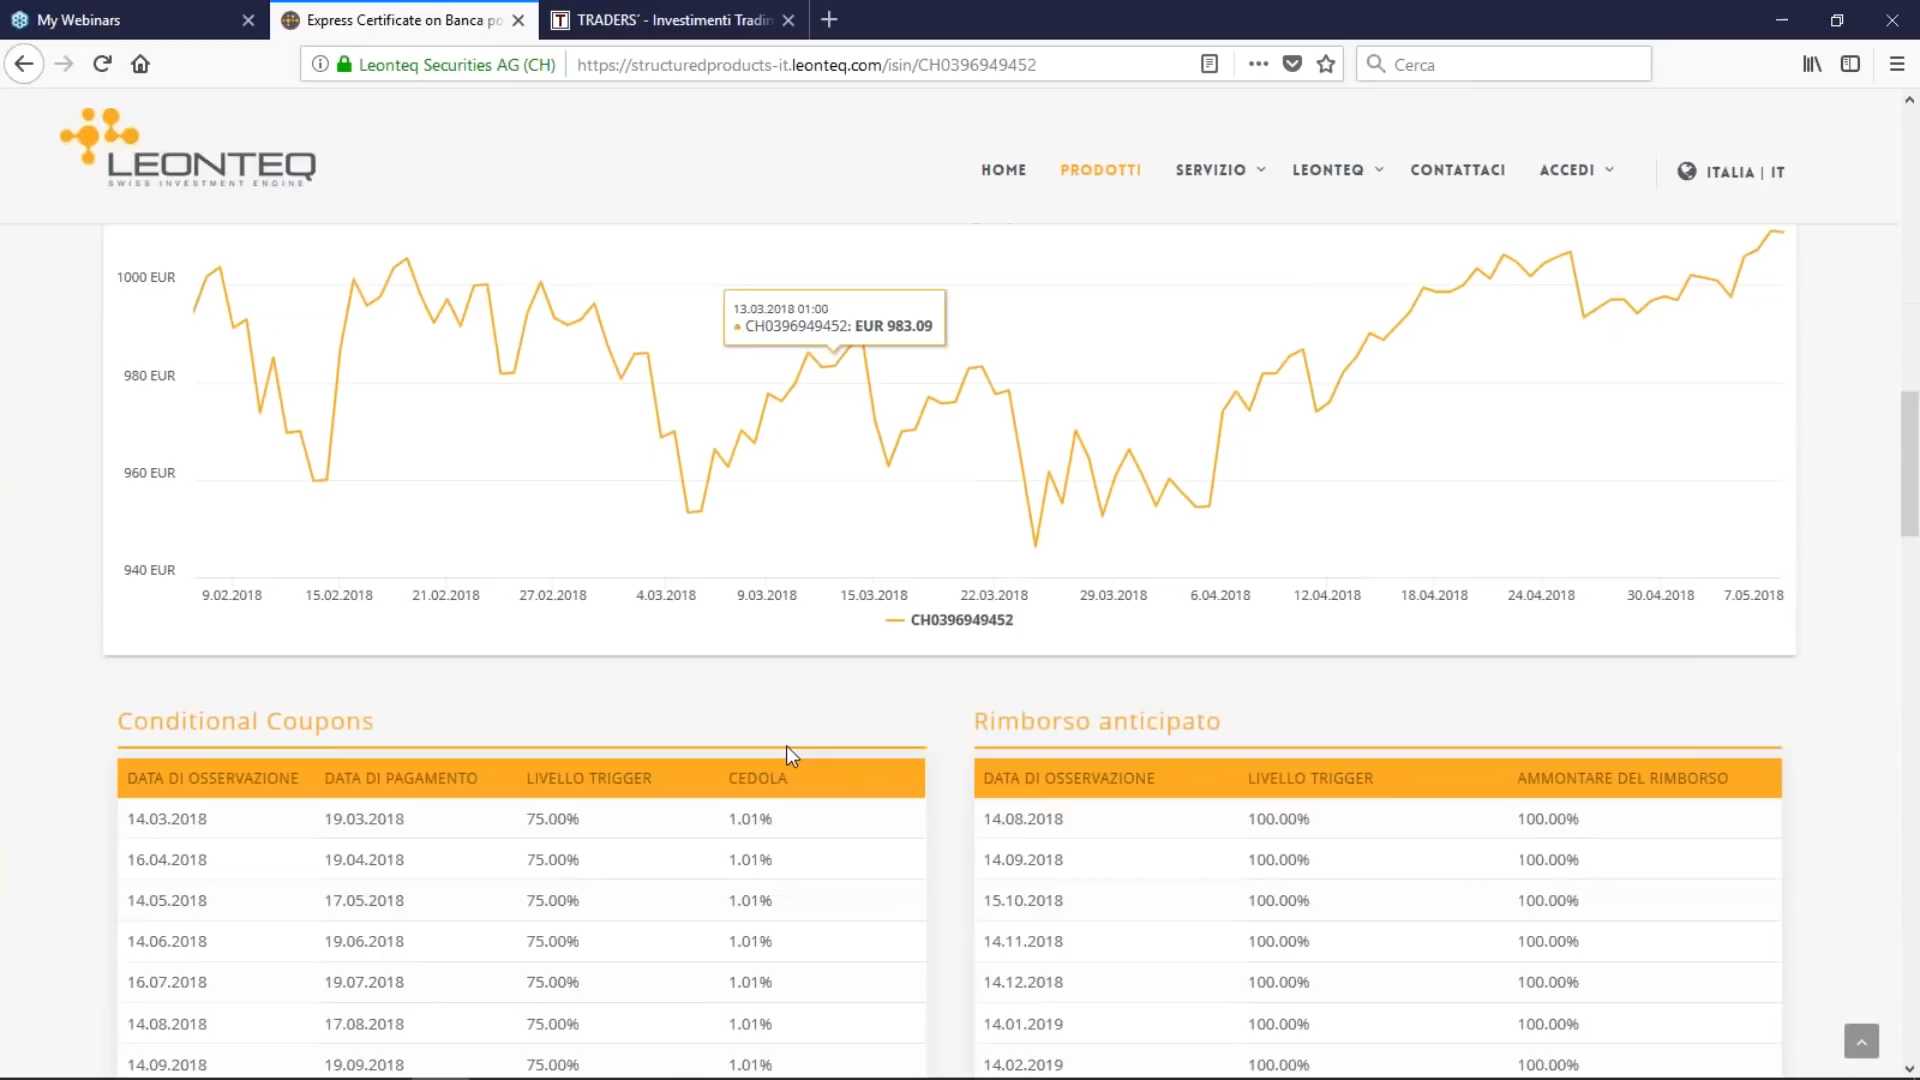 My Webinars
Express Certificate on Banca po
TRADERS´ - Investimenti Tradin
Leonteq Securities AG (CH)
https://structuredproducts-it.leonteq.com/isin/CH0396949452
Cerca
LEONTEQ
SWISS INVESTMENT ENGINE
HOME PRODOTTI SERVIZIO LEONTEQ CONTATTACI ACCEDI ITALIA | IT
1000 EUR
980 EUR
960 EUR
940 EUR
13.03.2018 01:00
CH0396949452: EUR 983.09
9.02.2018 15.02.2018 21.02.2018 27.02.2018 4.03.2018 9.03.2018 15.03.2018 22.03.2018 29.03.2018 6.04.2018 12.04.2018 18.04.2018 24.04.2018 30.04.2018 7.05.2018
CH0396949452
Conditional Coupons
DATA DI OSSERVAZIONE DATA DI PAGAMENTO LIVELLO TRIGGER CEDOLA
14.03.2018 19.03.2018 75.00% 1.01%
16.04.2018 19.04.2018 75.00% 1.01%
14.05.2018 17.05.2018 75.00% 1.01%
14.06.2018 19.06.2018 75.00% 1.01%
16.07.2018 19.07.2018 75.00% 1.01%
14.08.2018 17.08.2018 75.00% 1.01%
14.09.2018 19.09.2018 75.00% 1.01%
Rimborso anticipato
DATA DI OSSERVAZIONE LIVELLO TRIGGER AMMONTARE DEL RIMBORSO
14.08.2018 100.00% 100.00%
14.09.2018 100.00% 100.00%
15.10.2018 100.00% 100.00%
14.11.2018 100.00% 100.00%
14.12.2018 100.00% 100.00%
14.01.2019 100.00% 100.00%
14.02.2019 100.00% 100.00%